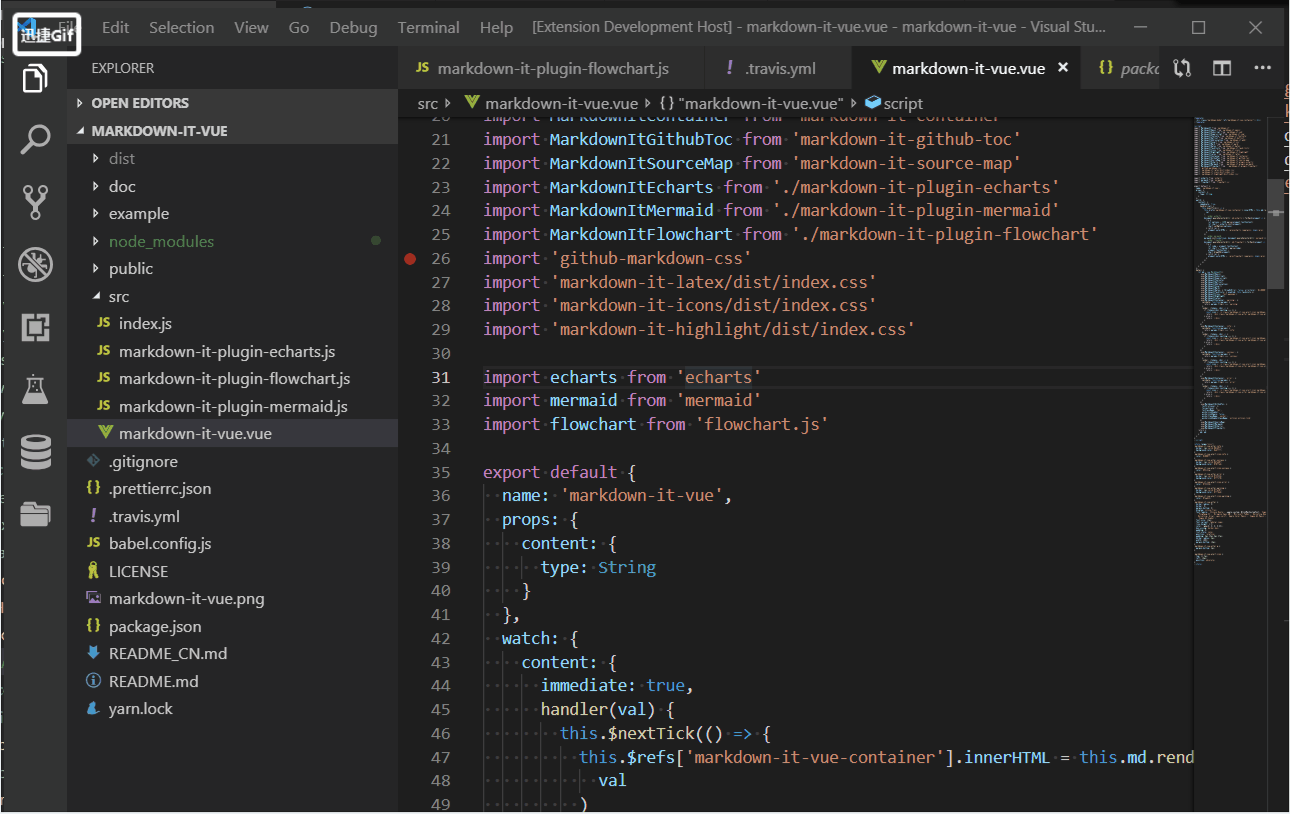 迅捷Gif
Edit Selection View Go Debug Terminal Help [Extension Development Host] - markdown-it-vue.vue - markdown-it-vue - Visual Stu...
EXPLORER
OPEN EDITORS
MARKDOWN-IT-VUE
dist
doc
example
node_modules
public
src
JS index.js
JS markdown-it-plugin-echarts.js
JS markdown-it-plugin-flowchart.js
JS markdown-it-plugin-mermaid.js
markdown-it-vue.vue
.gitignore
{} .prettierrc.json
! .travis.yml
JS babel.config.js
LICENSE
markdown-it-vue.png
{} package.json
README_CN.md
README.md
yarn.lock
JS markdown-it-plugin-flowchart.js ! .travis.yml markdown-it-vue.vue × {} packa
src markdown-it-vue.vue {} "markdown-it-vue.vue" script
20 import MarkdownItContainer from 'markdown-it-container'
21 import MarkdownItGithubToc from 'markdown-it-github-toc'
22 import MarkdownItSourceMap from 'markdown-it-source-map'
23 import MarkdownItEcharts from './markdown-it-plugin-echarts'
24 import MarkdownItMermaid from './markdown-it-plugin-mermaid'
25 import MarkdownItFlowchart from './markdown-it-plugin-flowchart'
26 import 'github-markdown-css'
27 import 'markdown-it-latex/dist/index.css'
28 import 'markdown-it-icons/dist/index.css'
29 import 'markdown-it-highlight/dist/index.css'
30
31 import echarts from 'echarts'
32 import mermaid from 'mermaid'
33 import flowchart from 'flowchart.js'
34
35 export default {
36 name: 'markdown-it-vue',
37 props: {
38 content: {
39 type: String
40 }
41 },
42 watch: {
43 content: {
44 immediate: true,
45 handler(val) {
46 this.$nextTick(() => {
47 this.$refs['markdown-it-vue-container'].innerHTML = this.md.rend
48 val
49 )